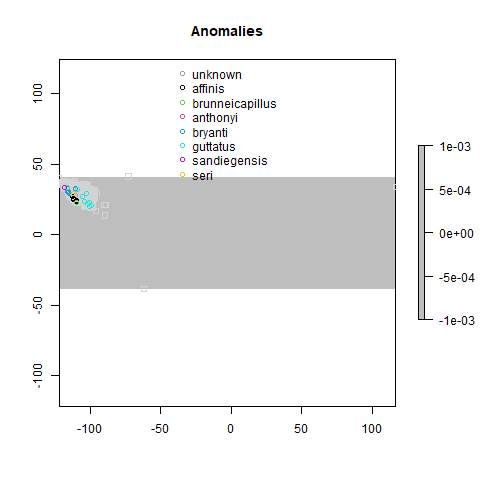 Anomalies
unknown
affinis
brunneicapillus
anthonyi
bryanti
guttatus
sandiegensis
seri
100
50
0
-50
-100
-100
-50
0
50
100
1e-03
5e-04
0e+00
-5e-04
-1e-03